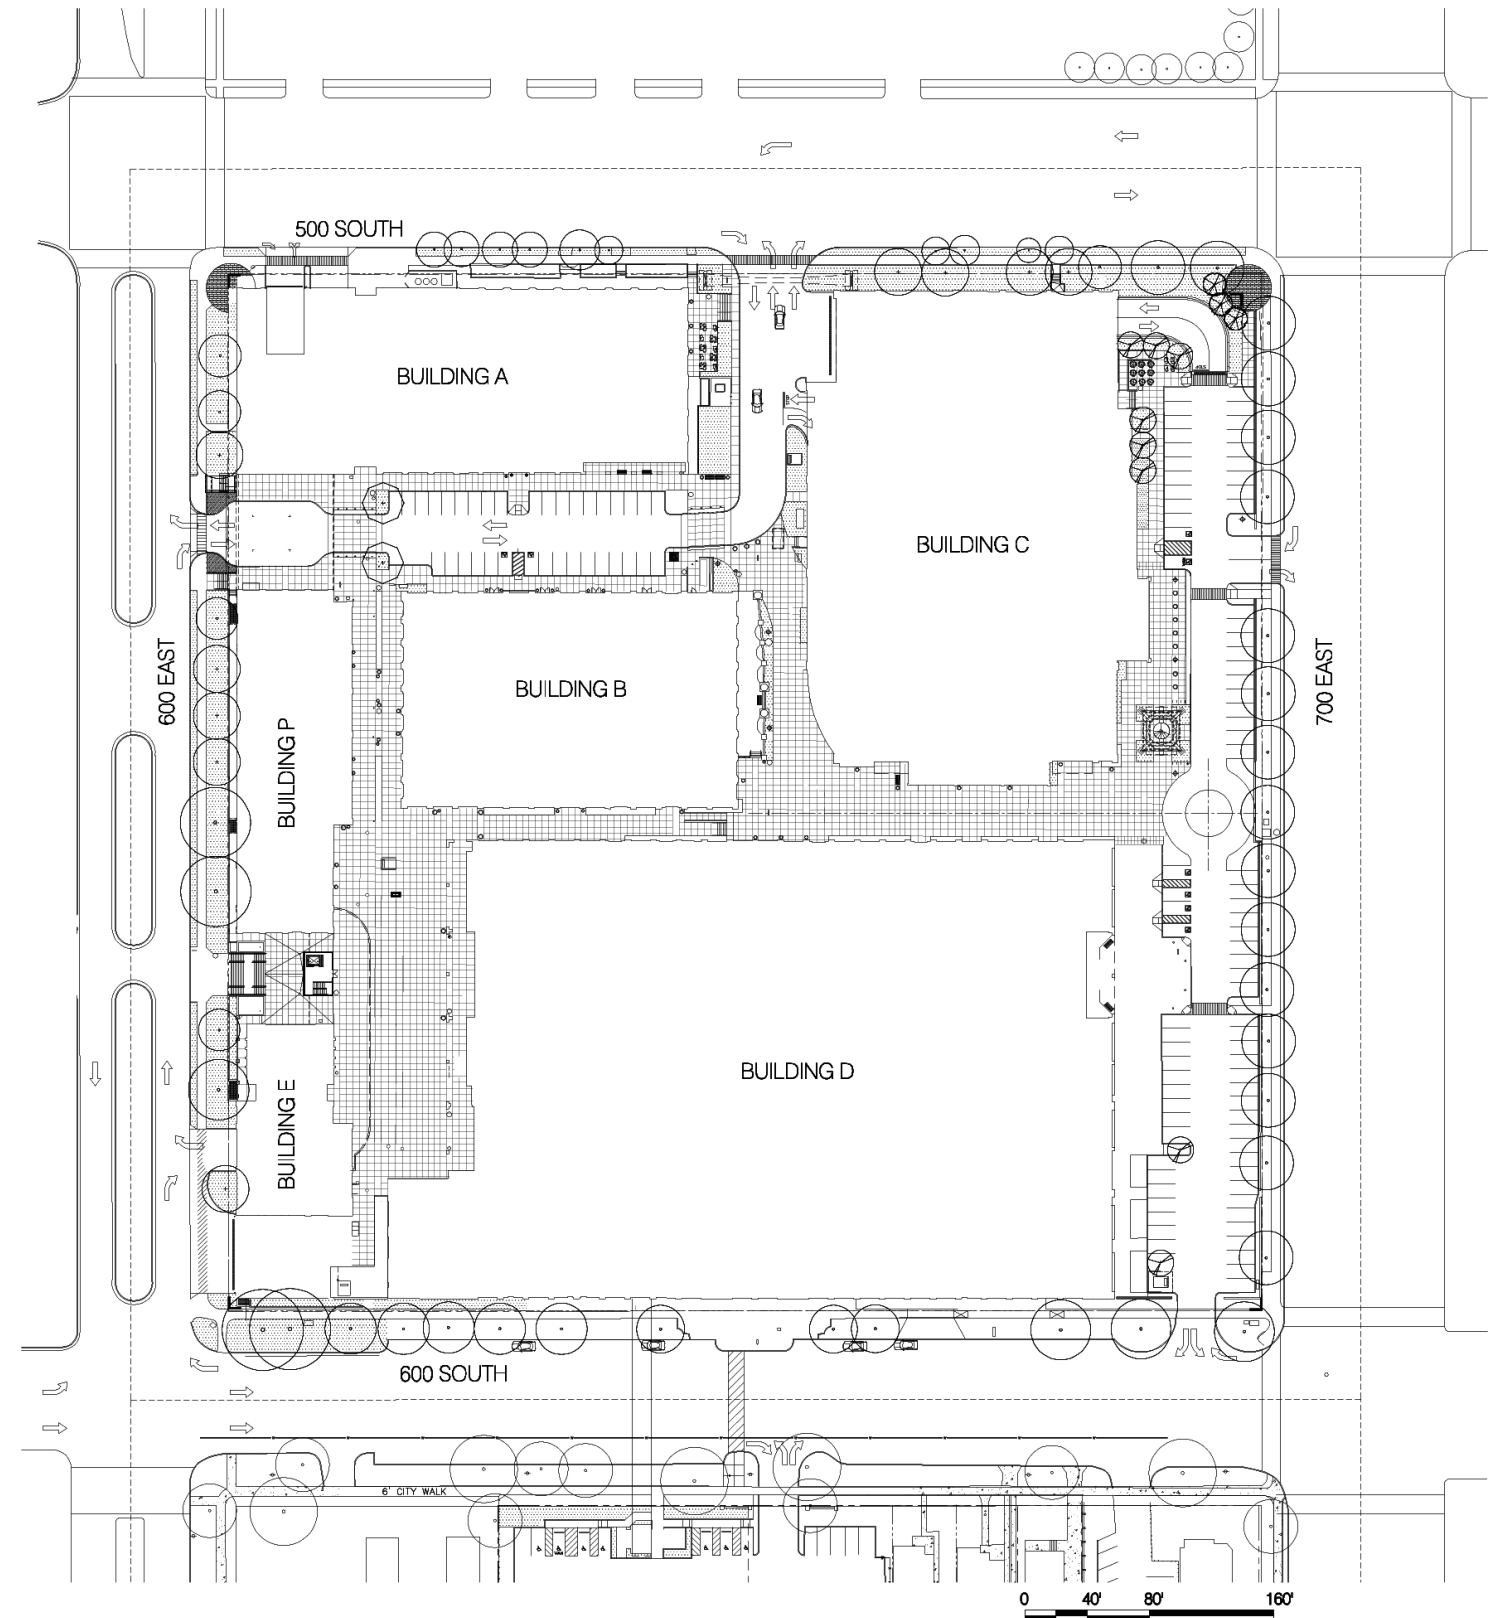 500 SOUTH
BUILDING A
BUILDING C
600 EAST
BUILDING P
BUILDING B
700 EAST
BUILDING E
BUILDING D
600 SOUTH
6' CITY WALK
0 40' 80' 160'